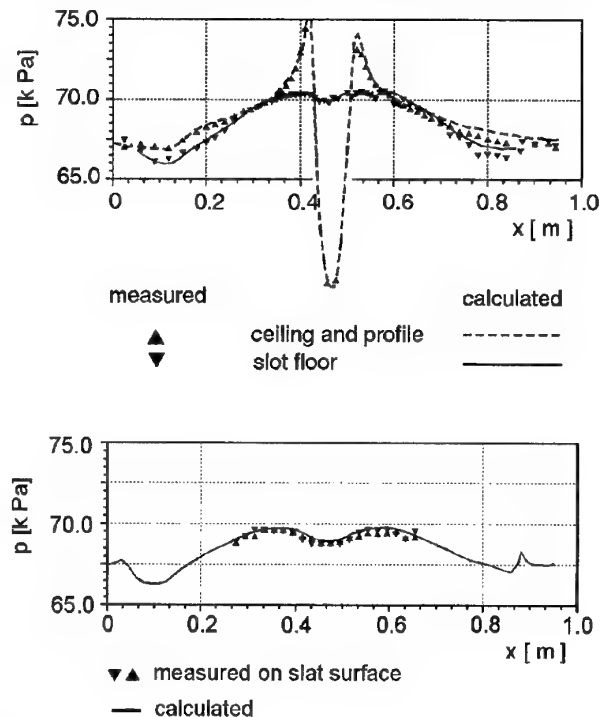 75.0
p [k Pa]
70.0
65.0
0
0.2
0.4
0.6
0.8
1.0
x [ m ]
measured
calculated
ceiling and profile
slot floor
75.0
p [k Pa]
70.0
65.0
0
0.2
0.4
0.6
0.8
1.0
x [ m ]
measured on slat surface
calculated